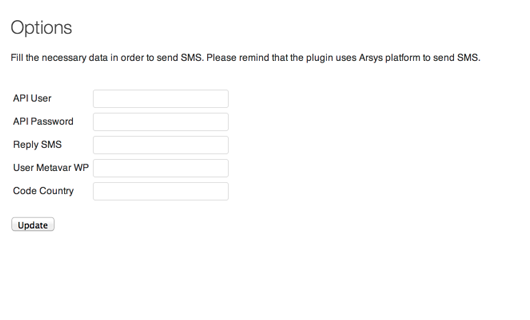 Options
Fill the necessary data in order to send SMS. Please remind that the plugin uses Arsys platform to send SMS.
API User
API Password
Reply SMS
User Metavar WP
Code Country
Update